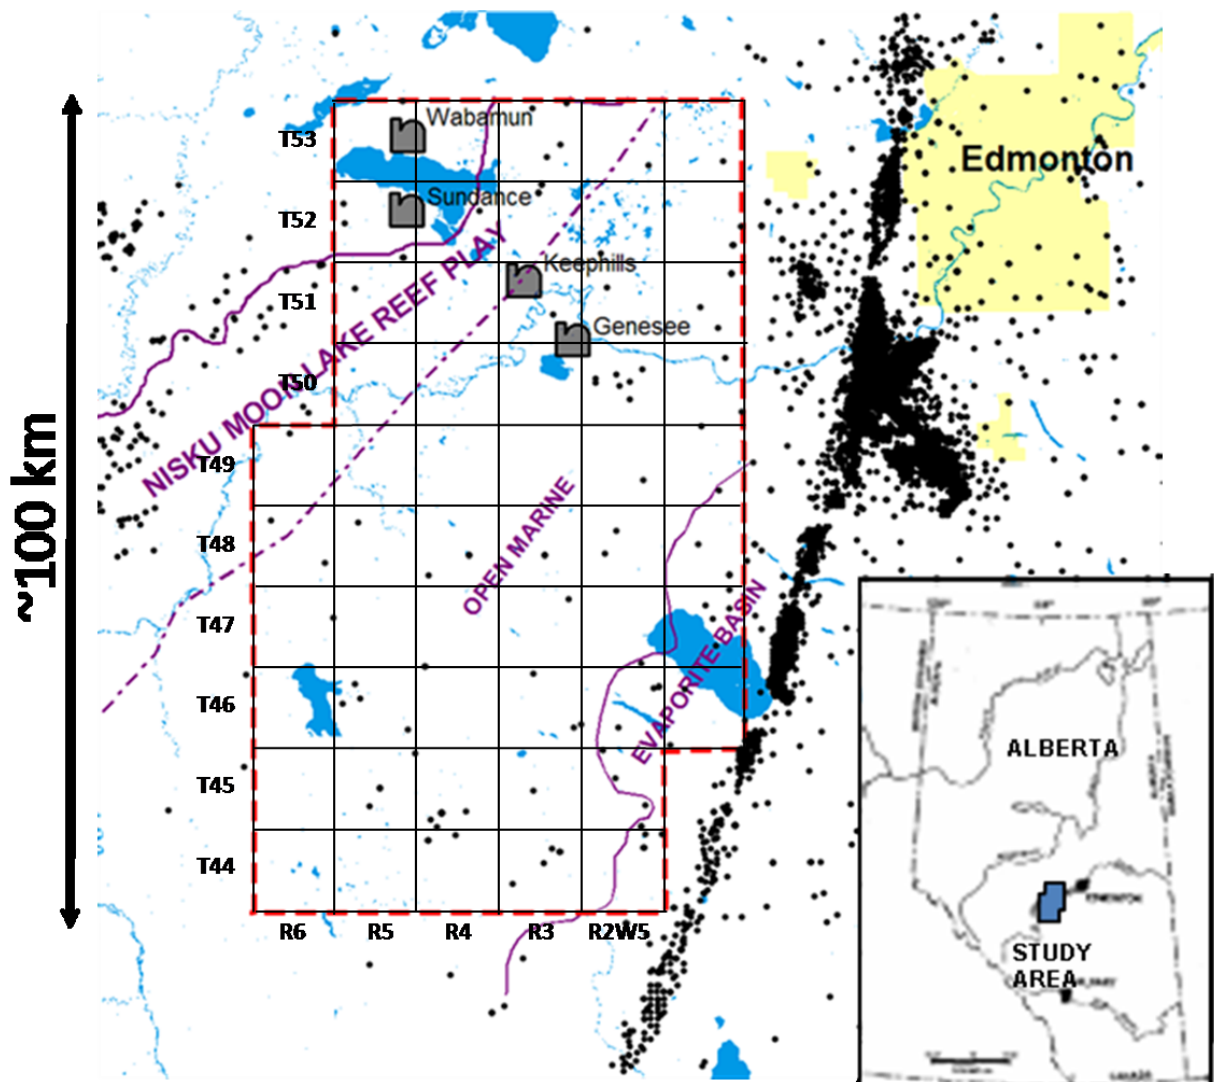 Wabamun
T53
Edmonton
Sundance
T52
Keephills
T51
Genesee
NISKU MOON LAKE REEF PLAY
T50
T49
~100 km
OPEN MARINE
T48
EVAPORITE BASIN
T47
T46
T45
T44
R6
R5
R4
R3
R2W5
ALBERTA
EDMONTON
STUDY
AREA